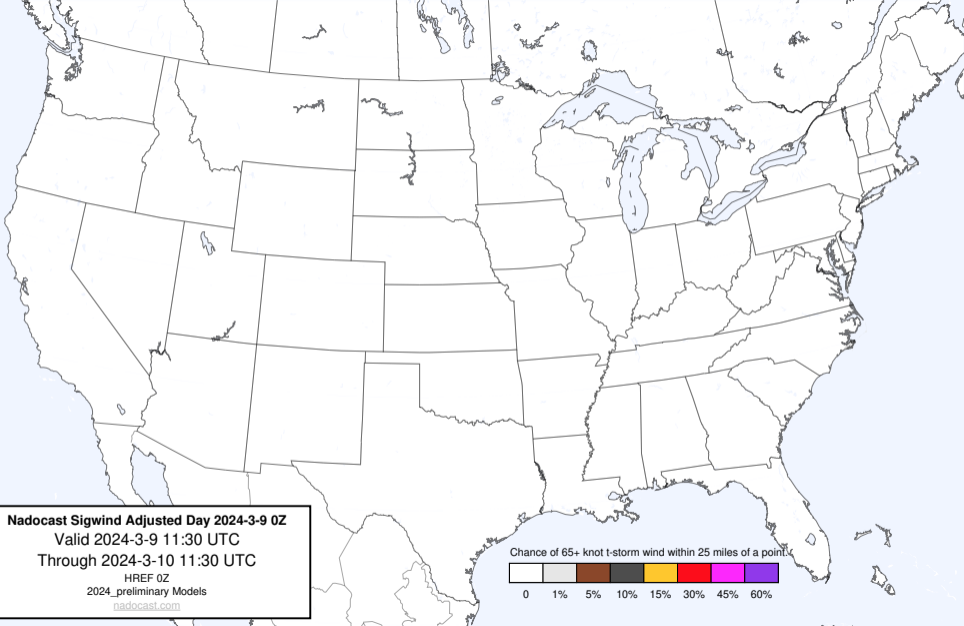 Nadocast Sigwind Adjusted Day 2024-3-9 0Z
Valid 2024-3-9 11:30 UTC
Through 2024-3-10 11:30 UTC
HREF 0Z
2024_preliminary Models
nadocast.com
Chance of 65+ knot t-storm wind within 25 miles of a point.
0 1% 5% 10% 15% 30% 45% 60%